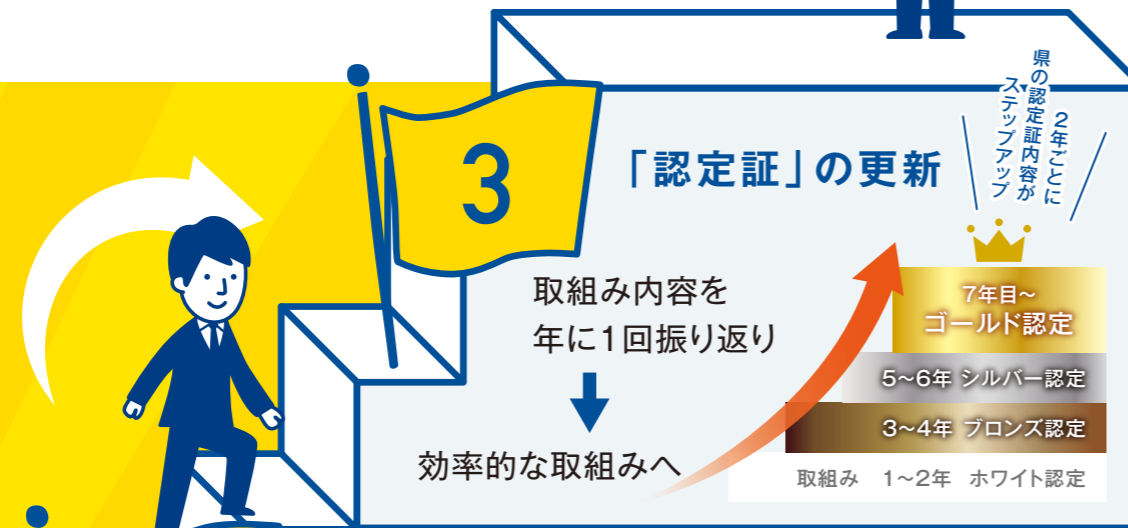 3
「認定証」の更新
取組み内容を
年に1回振り返り
効率的な取組みへ
2年ごとに
県の認定証内容が
ステップアップ
7年目～
ゴールド認定
5～6年 シルバー認定
3～4年 ブロンズ認定
取組み 1～2年 ホワイト認定